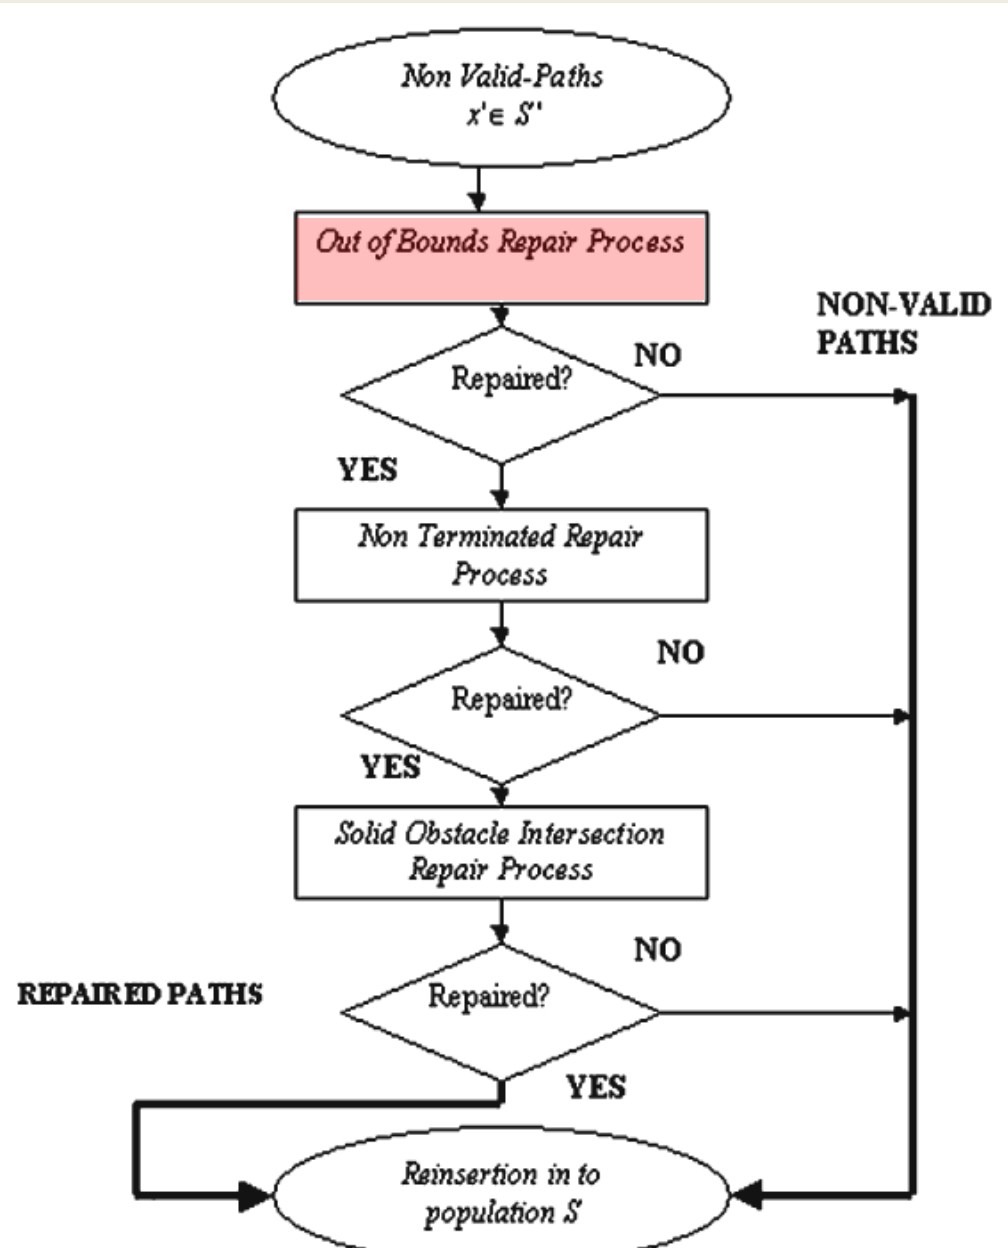 Non Valid-Paths
x'∈ S''
Out of Bounds Repair Process
NON-VALID
PATHS
NO
Repaired?
YES
Non Terminated Repair
Process
NO
Repaired?
YES
Solid Obstacle Intersection
Repair Process
NO
REPAIRED PATHS
Repaired?
YES
Reinsertion in to
population S